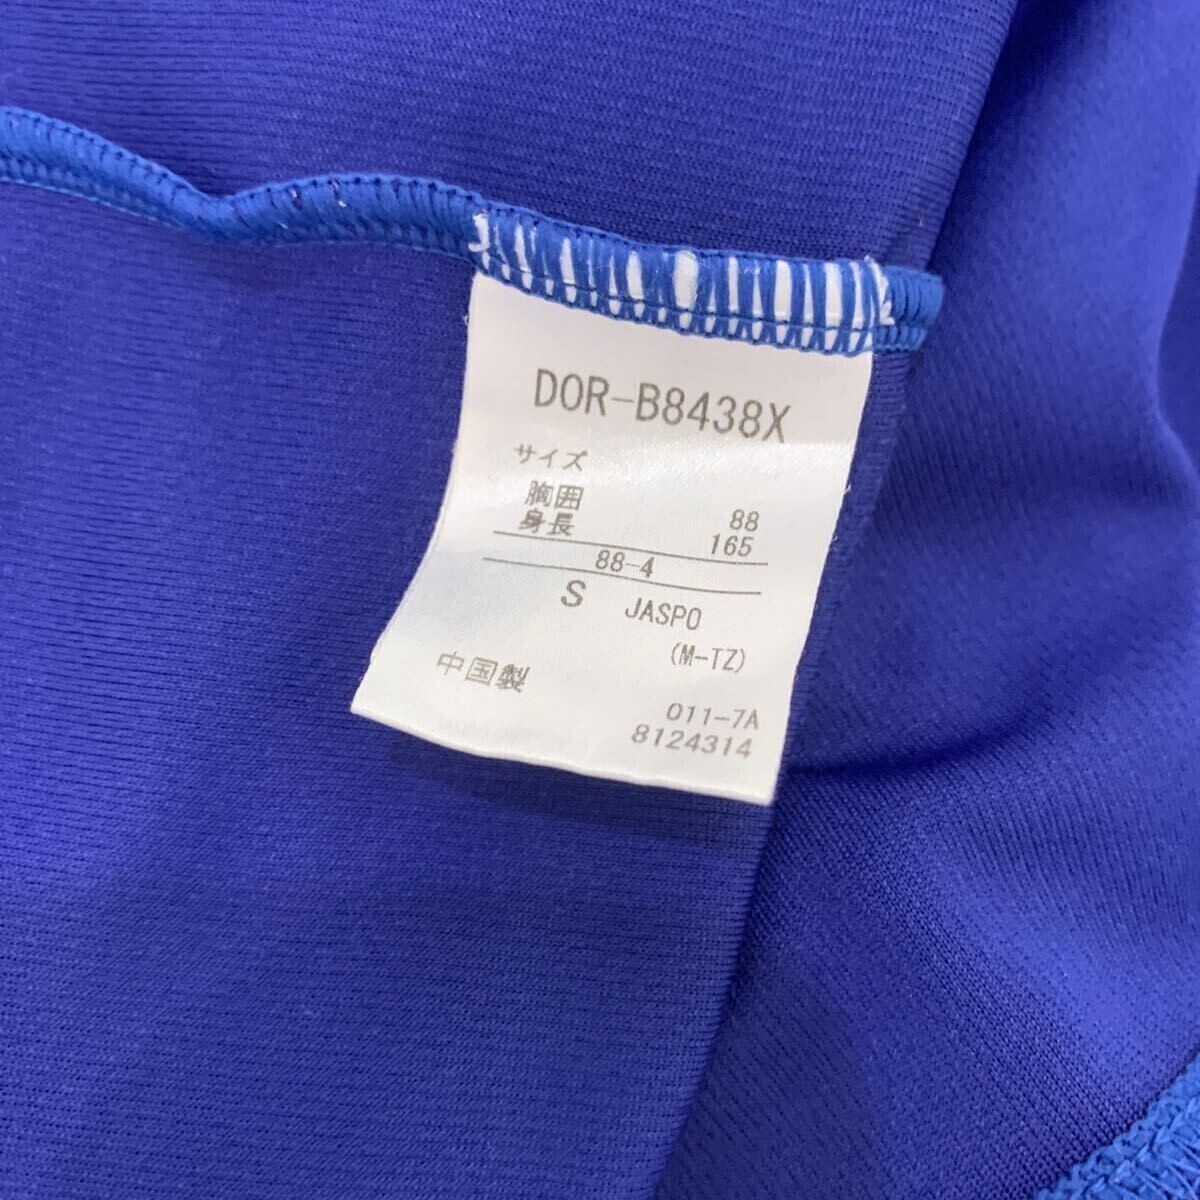 DOR-B8438X
サイズ
胸囲 88
身長 165
88-4
S JASPO
(M-TZ)
中国製
011-7A
8124314